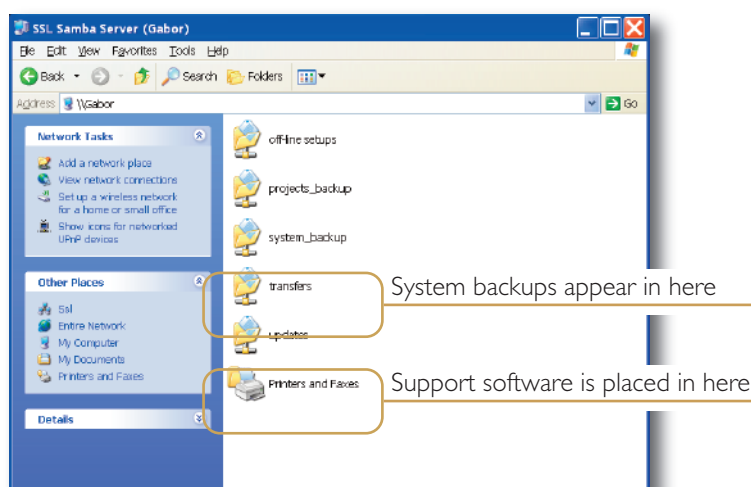 SSL Samba Server (Gabor)
File Edit View Favorites Tools Help
Back Search Folders
Address \\Gabor Go
Network Tasks
Add a network place
View network connections
Set up a wireless network
for a home or small office
Show icons for networked
UPnP devices
Other Places
Ssl
Entire Network
My Computer
My Documents
Printers and Faxes
Details
off-line setups
projects_backup
system_backup
transfers
updates
Printers and Faxes
System backups appear in here
Support software is placed in here